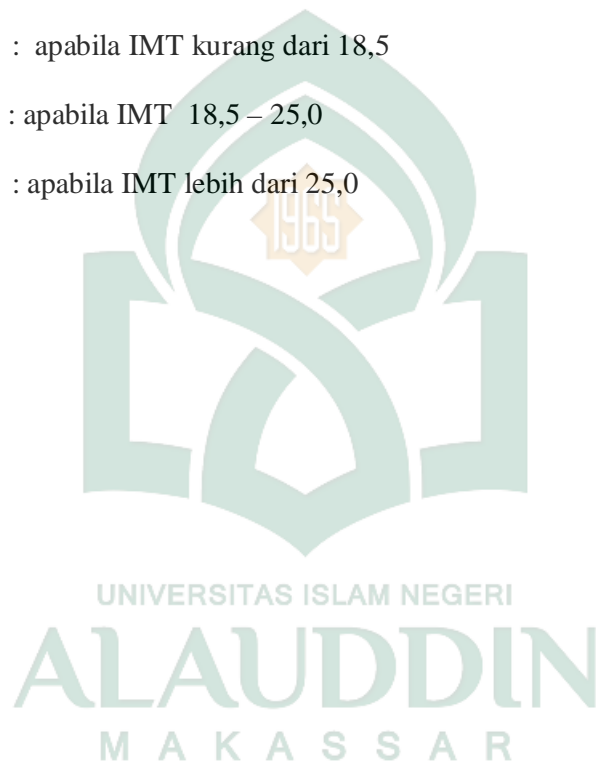 : apabila IMT kurang dari 18,5
: apabila IMT 18,5 – 25,0
: apabila IMT lebih dari 25,0
1965
UNIVERSITAS ISLAM NEGERI
ALAUDDIN
MAKASSAR